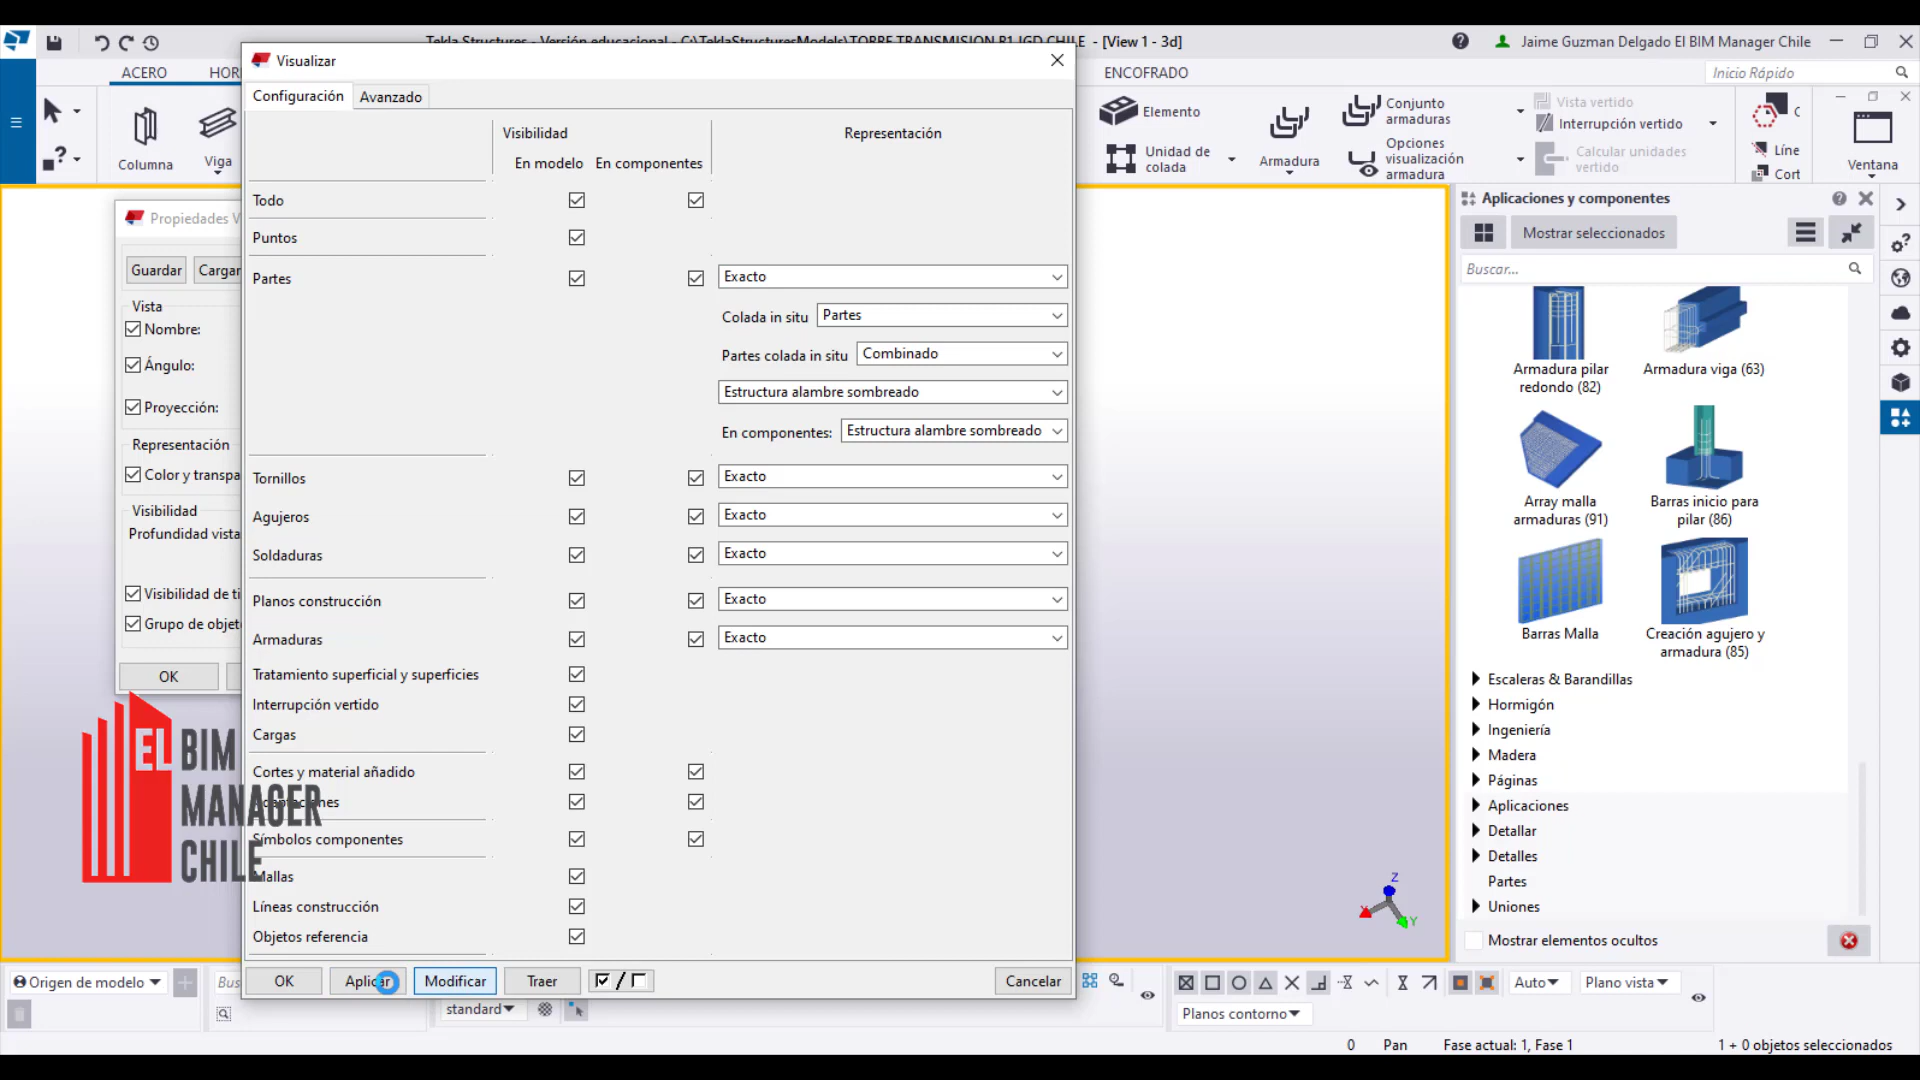 Tekla Structures - Versión educacional - C:\TeklaStructuresModels\TORRE TRANSMISION R1 JGD CHILE - [View 1 - 3d]
Jaime Guzman Delgado El BIM Manager Chile
Visualizar
ACERO
ENCOFRADO
Inicio Rápido
Configuración
Avanzado
Columna
Viga
Elemento
Unidad de colada
Armadura
Conjunto armaduras
Opciones visualización armadura
Vista vertido
Interrupción vertido
Calcular unidades vertido
Ventana
Visibilidad
Representación
En modelo
En componentes
Todo
Puntos
Partes
Exacto
Colada in situ
Partes
Partes colada in situ
Combinado
Estructura alambre sombreado
En componentes:
Estructura alambre sombreado
Tornillos
Exacto
Agujeros
Exacto
Soldaduras
Exacto
Planos construcción
Exacto
Armaduras
Exacto
Tratamiento superficial y superficies
Interrupción vertido
Cargas
Cortes y material añadido
Símbolos componentes
Mallas
Líneas construcción
Objetos referencia
OK
Aplicar
Modificar
Traer
Cancelar
Guardar
Vista
Nombre:
Ángulo:
Proyección:
Representación
Visibilidad
OK
EL BIM
MANAGER
CHILE
Aplicaciones y componentes
Mostrar seleccionados
Buscar...
Armadura pilar redondo (82)
Armadura viga (63)
Array malla armaduras (91)
Barras inicio para pilar (86)
Barras Malla
Creación agujero y armadura (85)
Escaleras & Barandillas
Hormigón
Ingeniería
Madera
Páginas
Aplicaciones
Detallar
Detalles
Partes
Uniones
Mostrar elementos ocultos
Z
X
Y
Origen de modelo
standard
Auto
Plano vista
Planos contorno
0
Pan
Fase actual: 1, Fase 1
1 + 0 objetos seleccionados